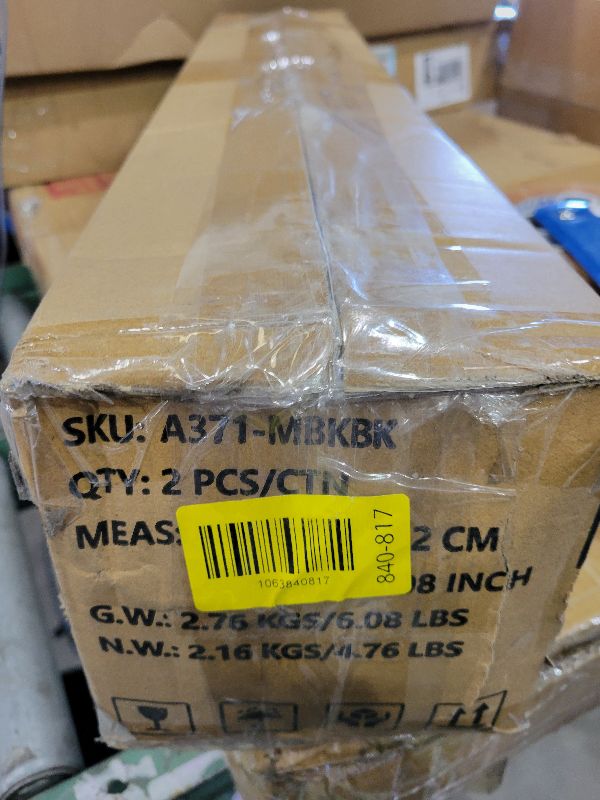 SKU: A371-MBKBK
QTY: 2 PCS/CTN
MEAS: 2 CM
08 INCH
G.W.: 2.76 KGS/6.08 LBS
N.W.: 2.16 KGS/4.76 LBS
1063840817
840-817